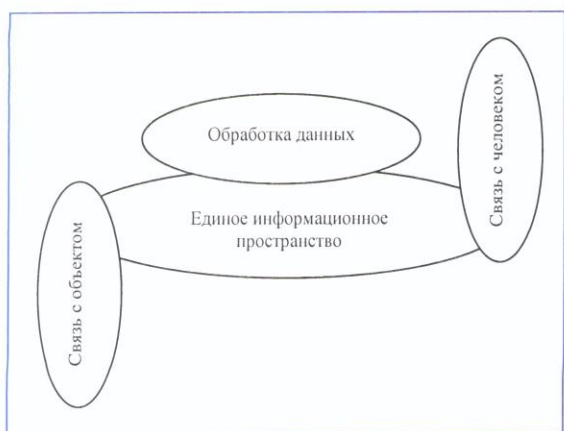 Обработка данных
Связь с человеком
Единое информационное
пространство
Связь с объектом